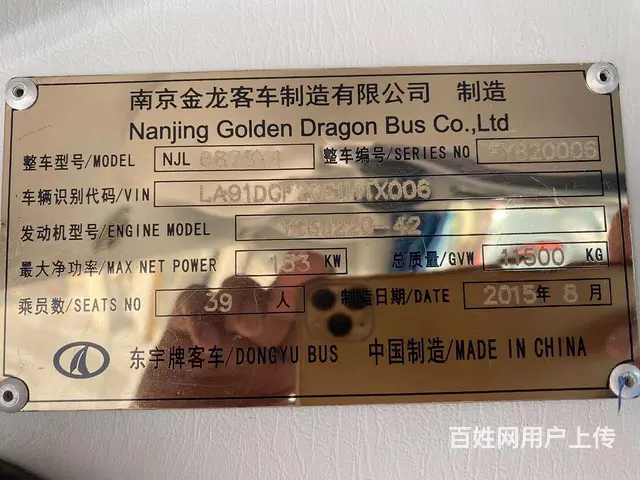 南京金龙客车制造有限公司 制造
Nanjing Golden Dragon Bus Co.,Ltd
整车型号/MODEL NJL 整车编号/SERIES NO
车辆识别代码/VIN
发动机型号/ENGINE MODEL YC6J220-42
最大净功率/MAX NET POWER 163 KW 总质量/GVW 11500 KG
乘员数/SEATS NO 39 人 制造日期/DATE 2015年 8月
东宇牌客车/DONGYU BUS 中国制造/MADE IN CHINA
百姓网用户上传